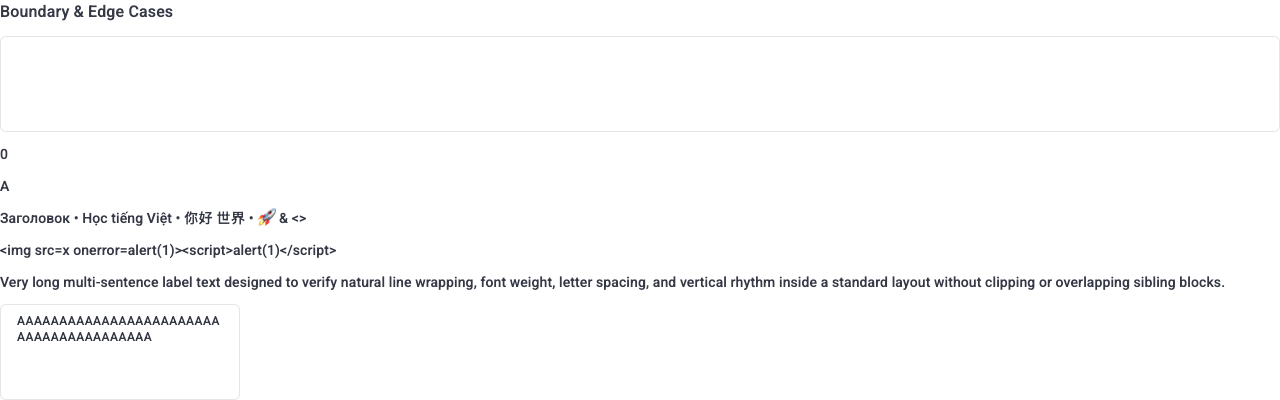 Boundary & Edge Cases
0
A
Заголовок • Học tiếng Việt • 你好 世界 • 🚀 & <>
<img src=x onerror=alert(1)><script>alert(1)</script>
Very long multi-sentence label text designed to verify natural line wrapping, font weight, letter spacing, and vertical rhythm inside a standard layout without clipping or overlapping sibling blocks.
AAAAAAAAAAAAAAAAAAAAAAAA
AAAAAAAAAAAAAAAA